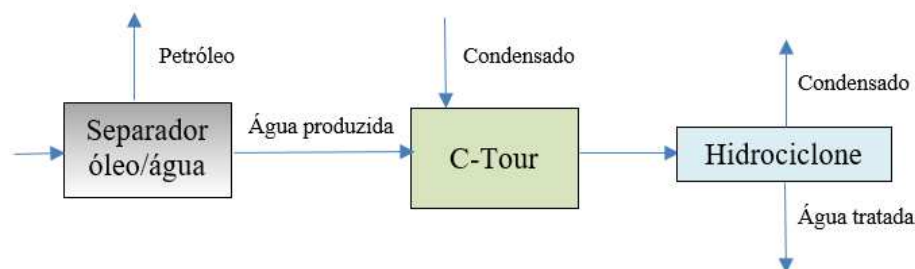 Petróleo
Condensado
Condensado
Separador
óleo/água
Água produzida
C-Tour
Hidrociclone
Água tratada